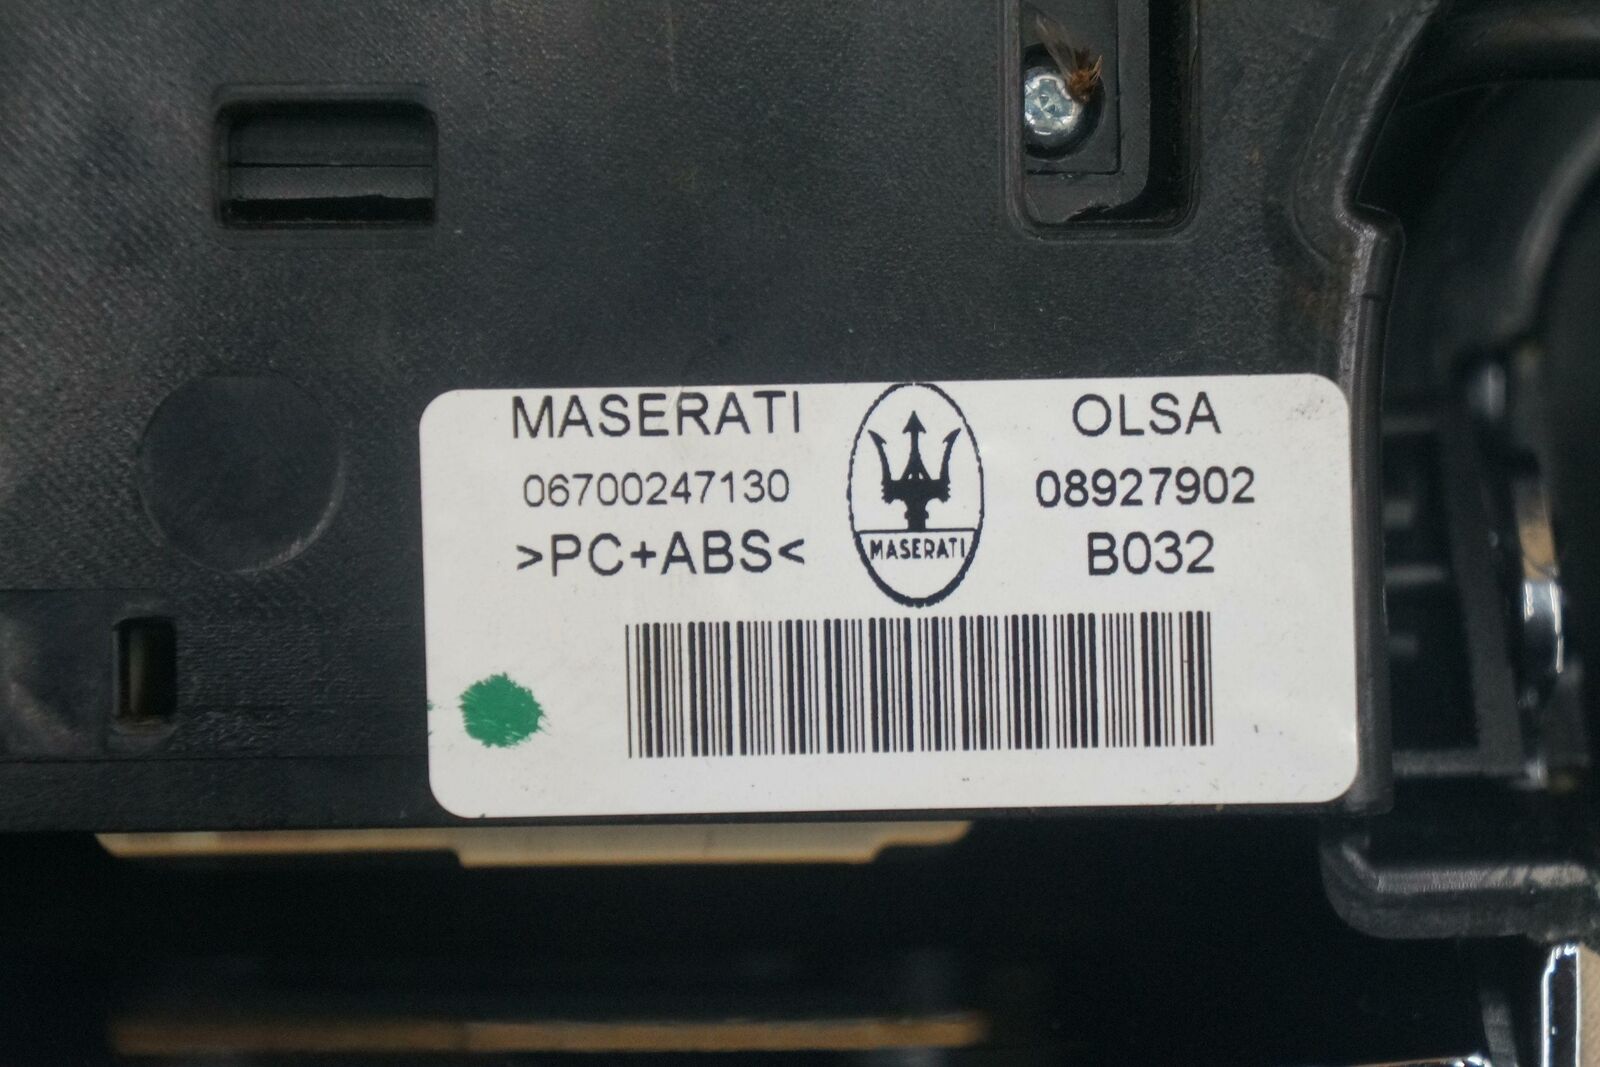 MASERATI
06700247130
>PC+ABS<
MASERATI
OLSA
08927902
B032